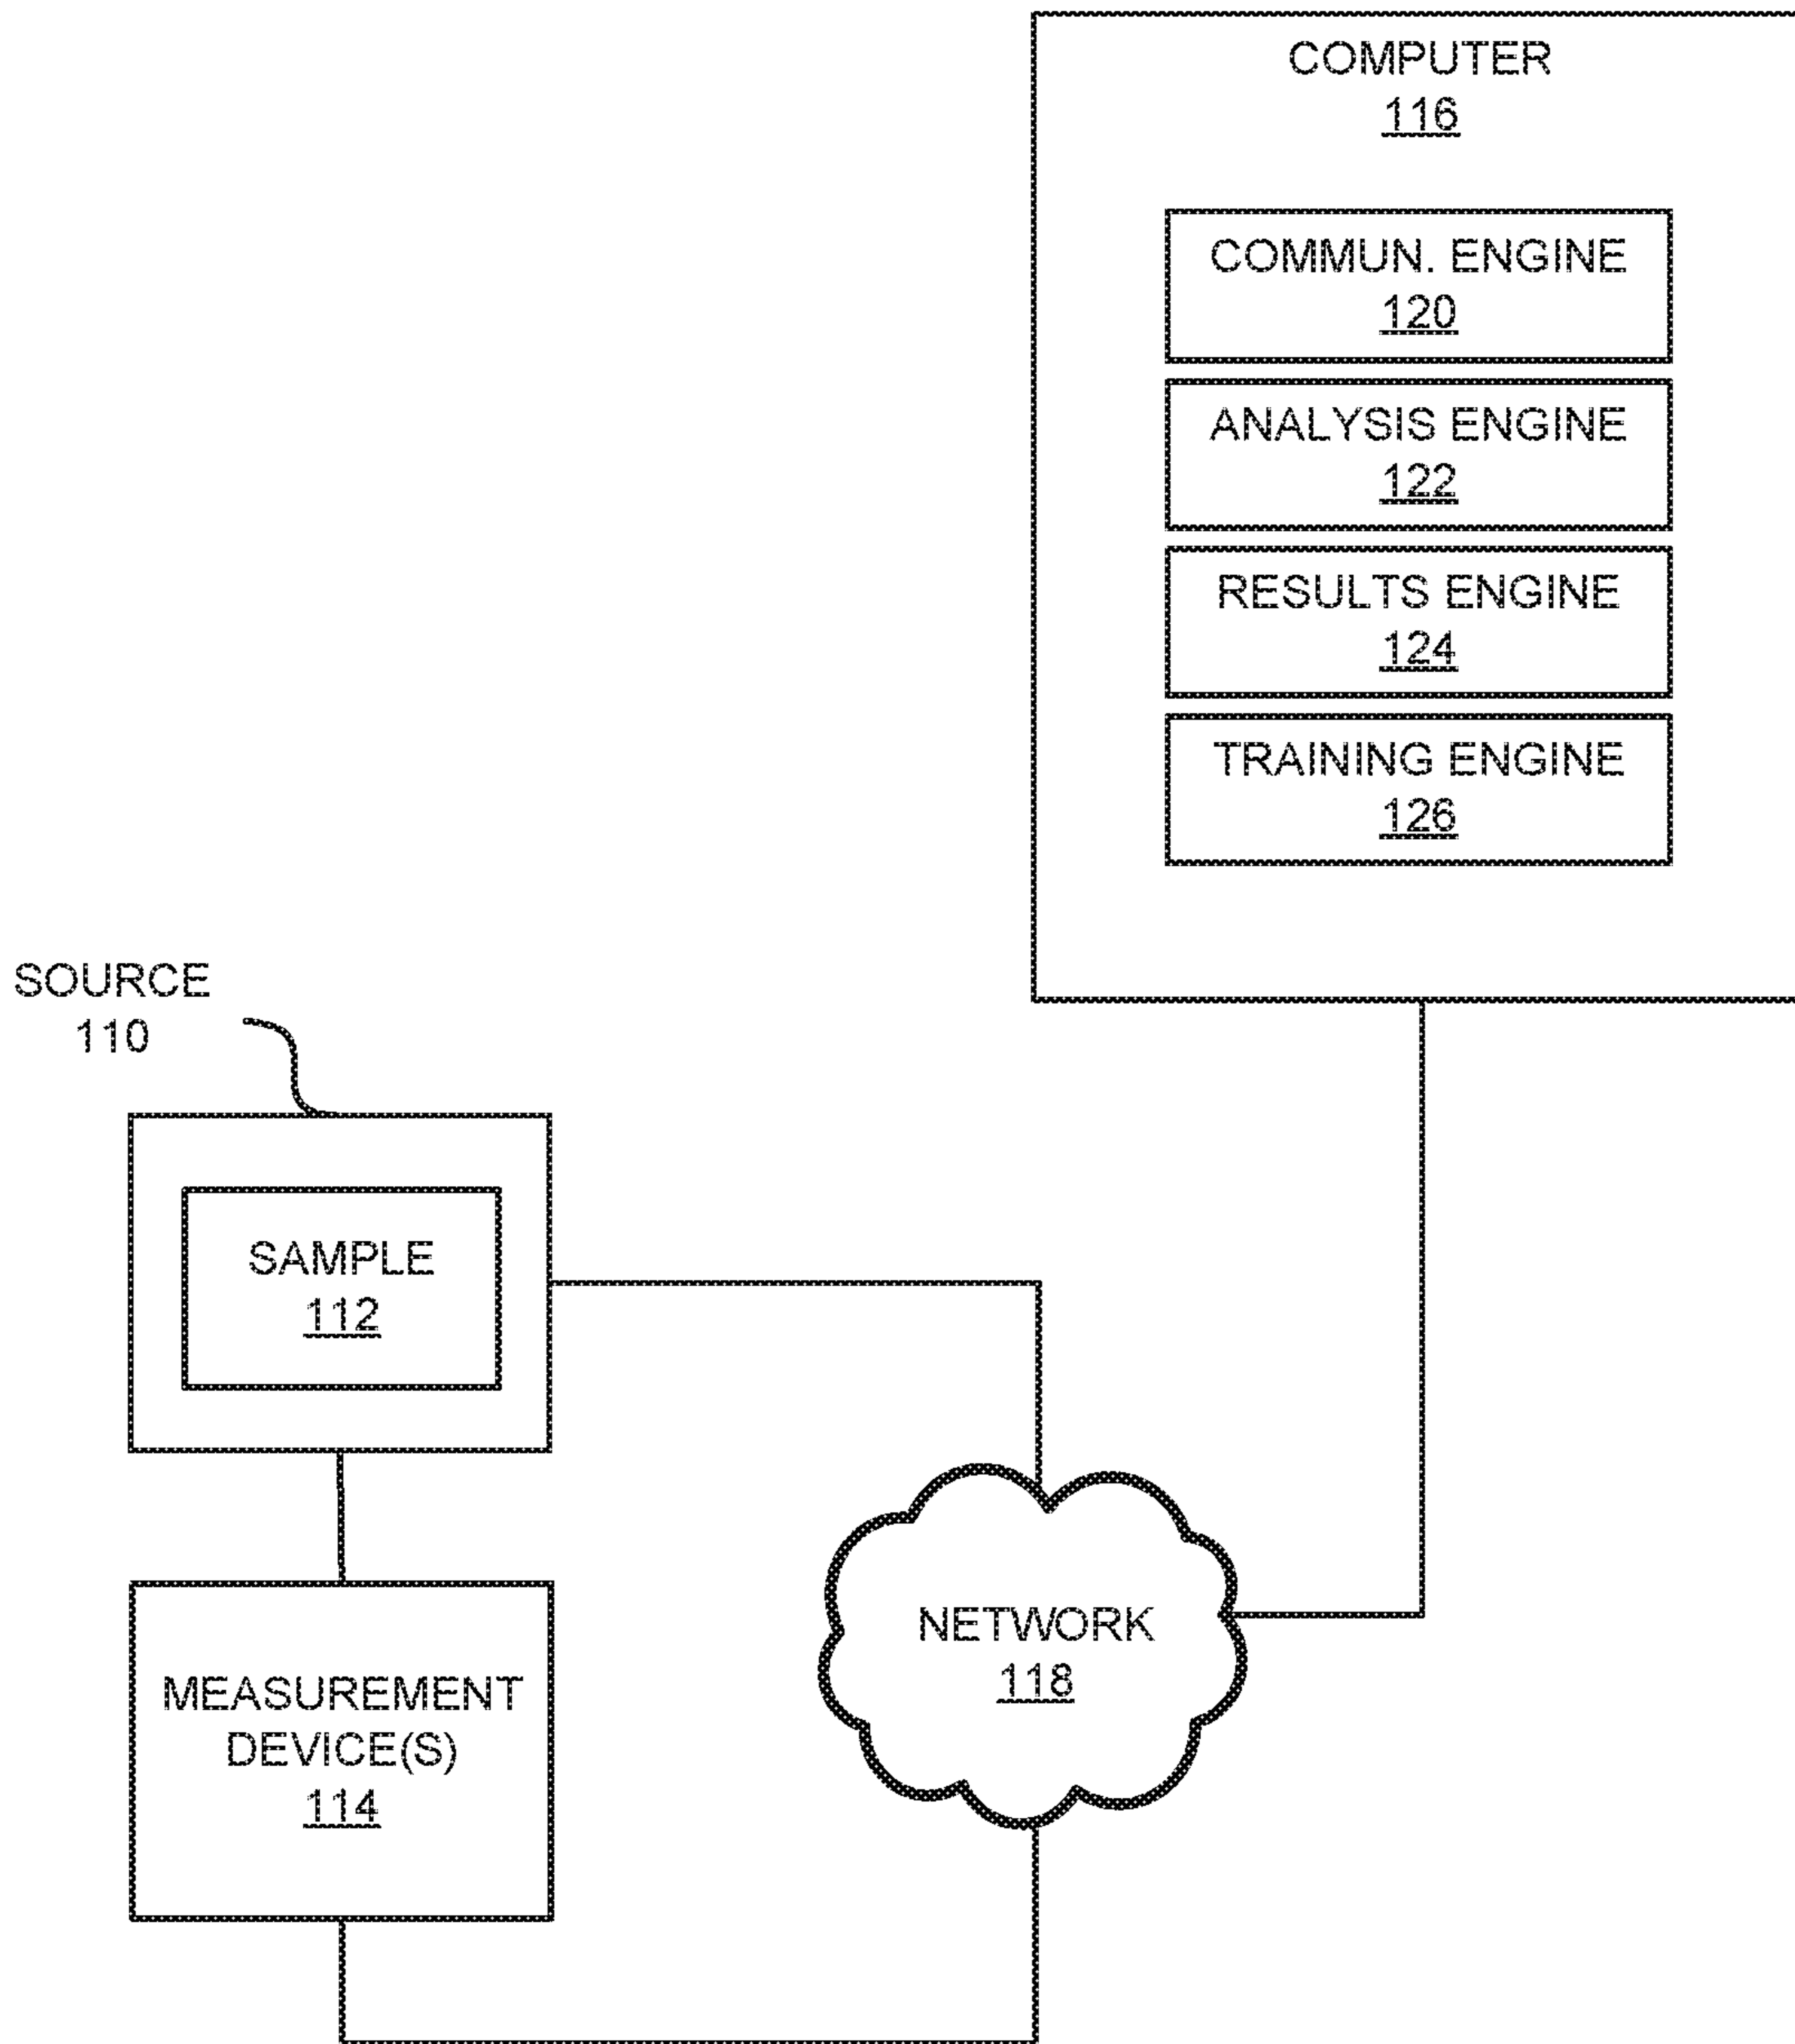 COMPUTER
116
COMMUN. ENGINE
120
ANALYSIS ENGINE
122
RESULTS ENGINE
124
TRAINING ENGINE
126
SOURCE
110
SAMPLE
112
MEASUREMENT
DEVICE(S)
114
NETWORK
118